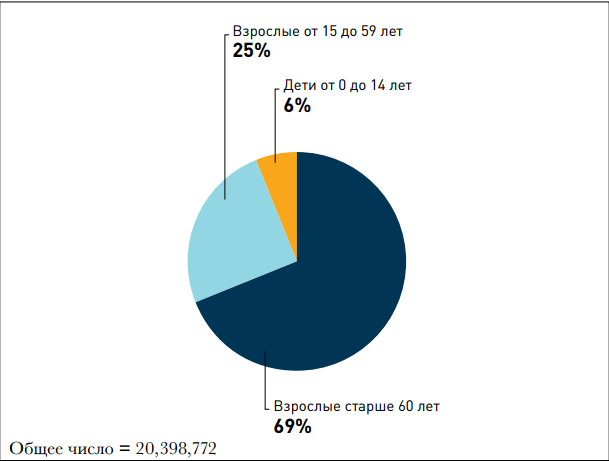 Взрослые от 15 до 59 лет
25%
Дети от 0 до 14 лет
6%
Взрослые старше 60 лет
69%
Общее число = 20,398,772